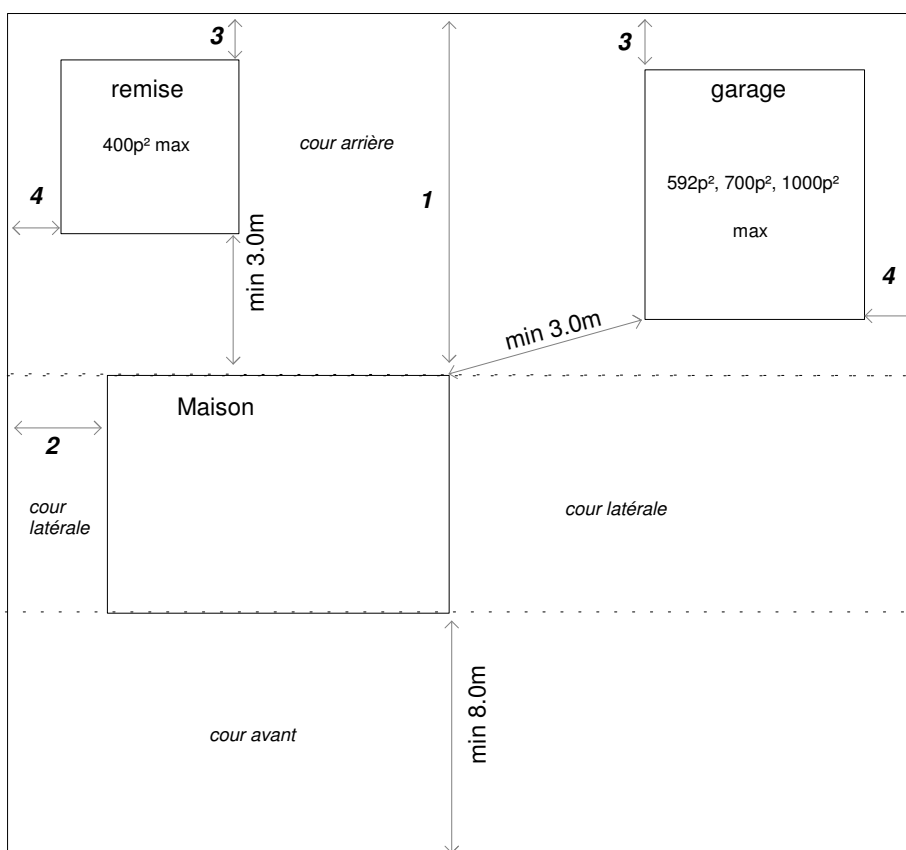 3
3
remise
garage
400p² max
cour arrière
592p², 700p², 1000p²
max
4
1
min 3.0m
4
min 3.0m
Maison
2
cour
latérale
cour latérale
cour avant
min 8.0m